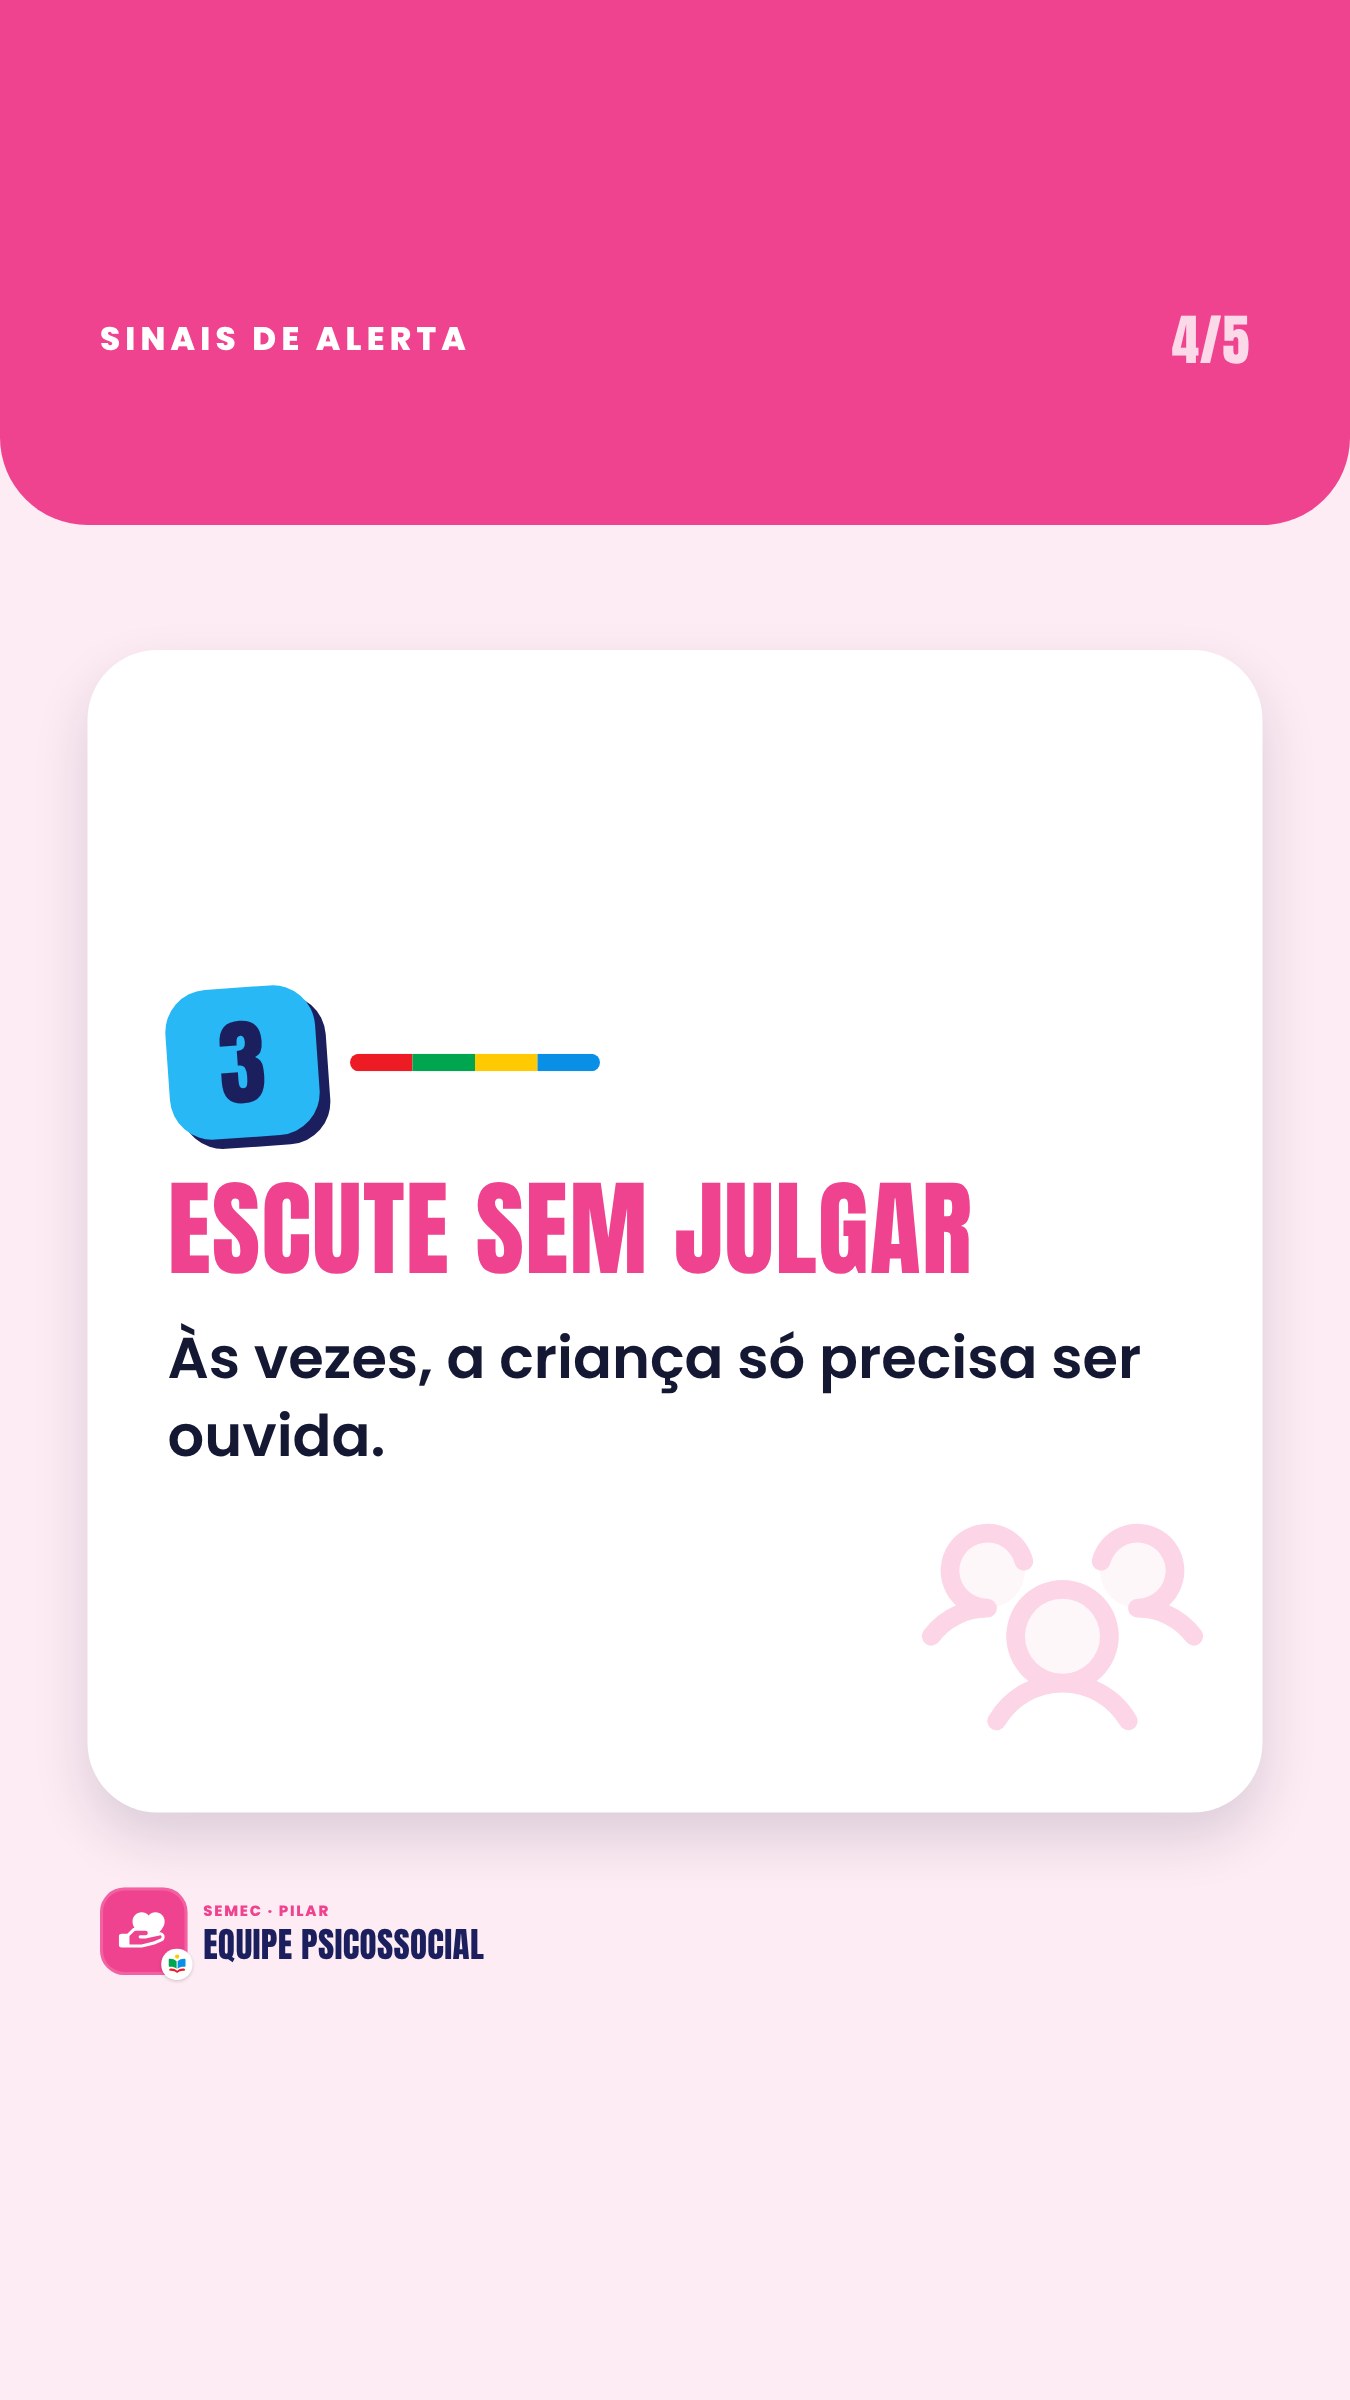 SINAIS DE ALERTA
4/5
3
ESCUTE SEM JULGAR
Às vezes, a criança só precisa ser
ouvida.
SEMEC · PILAR
EQUIPE PSICOSSOCIAL